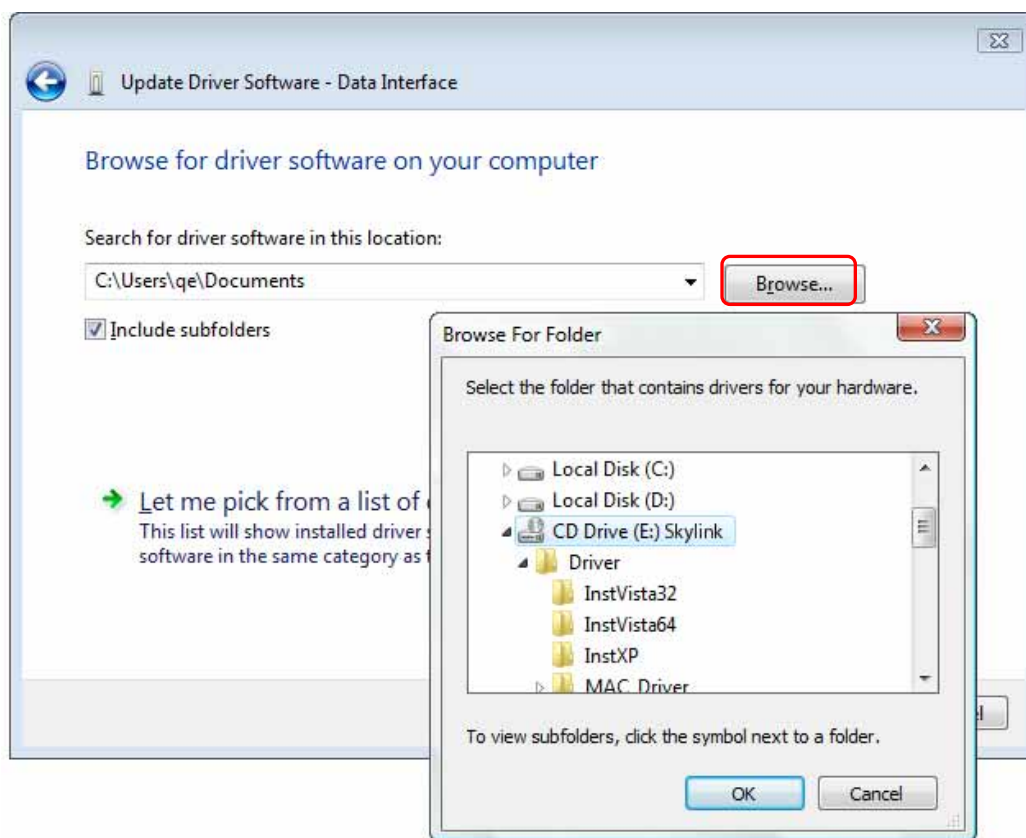 Update Driver Software - Data Interface
Browse for driver software on your computer
Search for driver software in this location:
C:\Users\qe\Documents
Browse...
Include subfolders
Let me pick from a list of
This list will show installed driver
software in the same category as
Browse For Folder
Select the folder that contains drivers for your hardware.
Local Disk (C:)
Local Disk (D:)
CD Drive (E:) Skylink
Driver
InstVista32
InstVista64
InstXP
MAC_Driver
To view subfolders, click the symbol next to a folder.
OK
Cancel